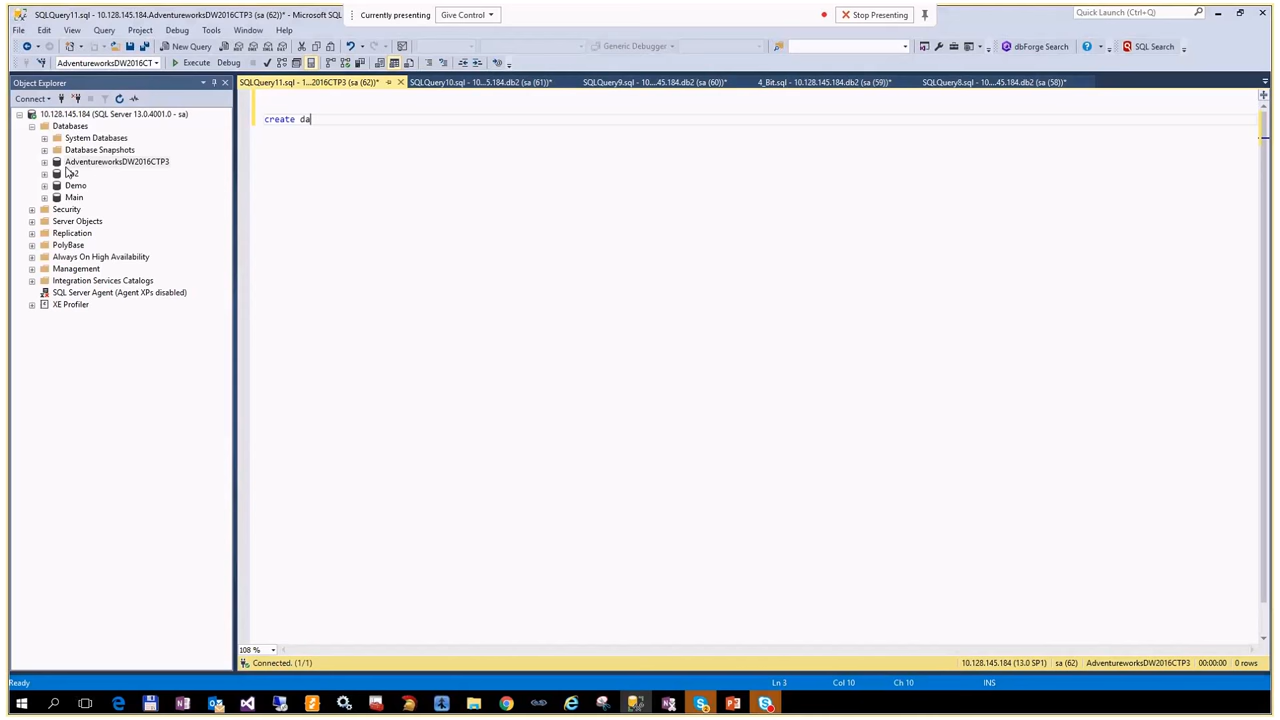 SQLQuery11.sql - 10.128.145.184.AdventureworksDW2016CTP3 (sa (62))* - Microsoft SQL
Currently presenting
Give Control
Stop Presenting
Quick Launch (Ctrl+Q)
File Edit View Query Project Debug Tools Window Help
New Query
Generic Debugger
dbForge Search
SQL Search
AdventureworksDW2016CT
Execute
Debug
Object Explorer
SQLQuery11.sql - 1...2016CTP3 (sa (62))*
SQLQuery10.sql - 10...5.184.db2 (sa (61))*
SQLQuery9.sql - 10....45.184.db2 (sa (60))*
4_Bit.sql - 10.128.145.184.db2 (sa (59))*
SQLQuery8.sql - 10....45.184.db2 (sa (58))*
Connect
10.128.145.184 (SQL Server 13.0.4001.0 - sa)
Databases
System Databases
Database Snapshots
AdventureworksDW2016CTP3
Demo
Main
Security
Server Objects
Replication
PolyBase
Always On High Availability
Management
Integration Services Catalogs
SQL Server Agent (Agent XPs disabled)
XE Profiler
create da
108 %
Connected. (1/1)
10.128.145.184 (13.0 SP1)
sa (62)
AdventureworksDW2016CTP3
00:00:00
0 rows
Ready
Ln 3
Col 10
Ch 10
INS